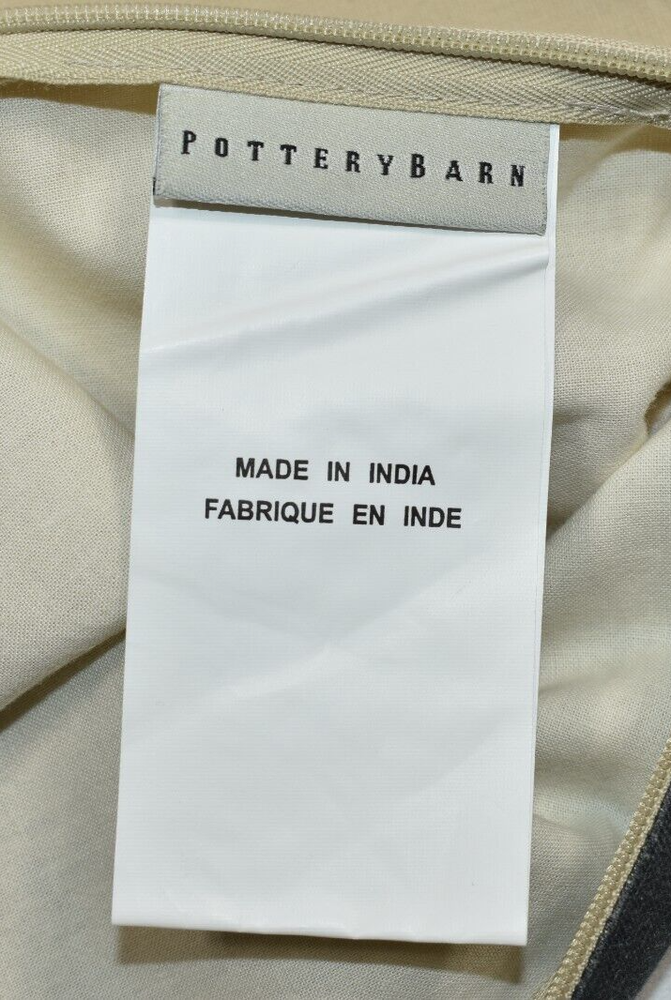 POTTERYBARN
MADE IN INDIA
FABRIQUE EN INDE